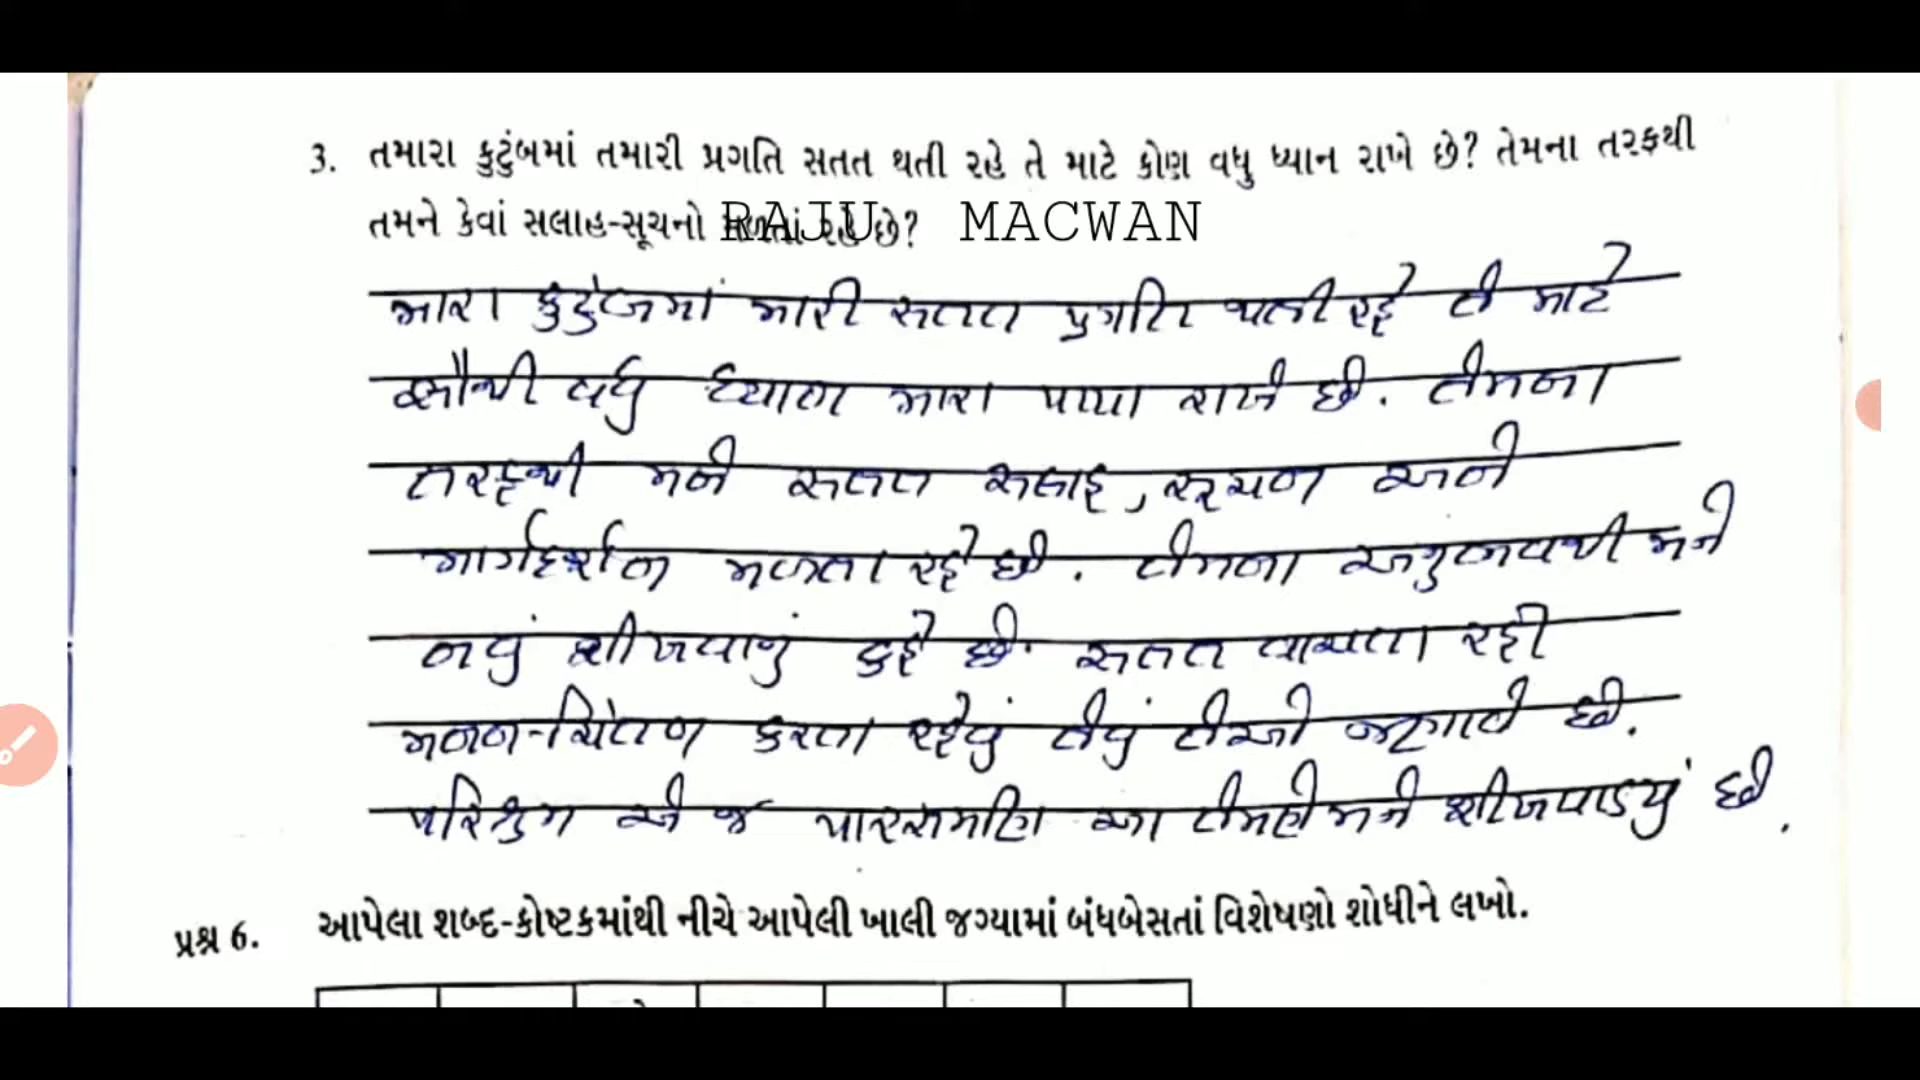 3. તમારા કુટુંબમાં તમારી પ્રગતિ સતત થતી રહે તે માટે કોણ વધુ ધ્યાન રાખે છે? તેમના તરફથી
તમને કેવાં સલાહ-સૂચનો મળતાં રહે છે?
RAJU MACWAN
મારા કુટુંબમાં મારી સતત પ્રગતિ થતી રહે તે માટે
સૌથી વધુ ધ્યાન મારા પપ્પા રાખે છે. તેમના
તરફથી મને સતત સલાહ, સૂચન અને
માર્ગદર્શન મળતા રહે છે. તેમના અનુભવથી મને
નવું શીખવાનું કહે છે. સતત વાંચતા રહી
મનન-ચિંતન કરતા રહેવું તેવું તેઓ જણાવે છે.
પરિશ્રમ એ જ પારસમણિ આ તેમણે મને શીખવાડ્યું છે.
પ્રશ્ન 6. આપેલા શબ્દ-કોષ્ટકમાંથી નીચે આપેલી ખાલી જગ્યામાં બંધબેસતાં વિશેષણો શોધીને લખો.